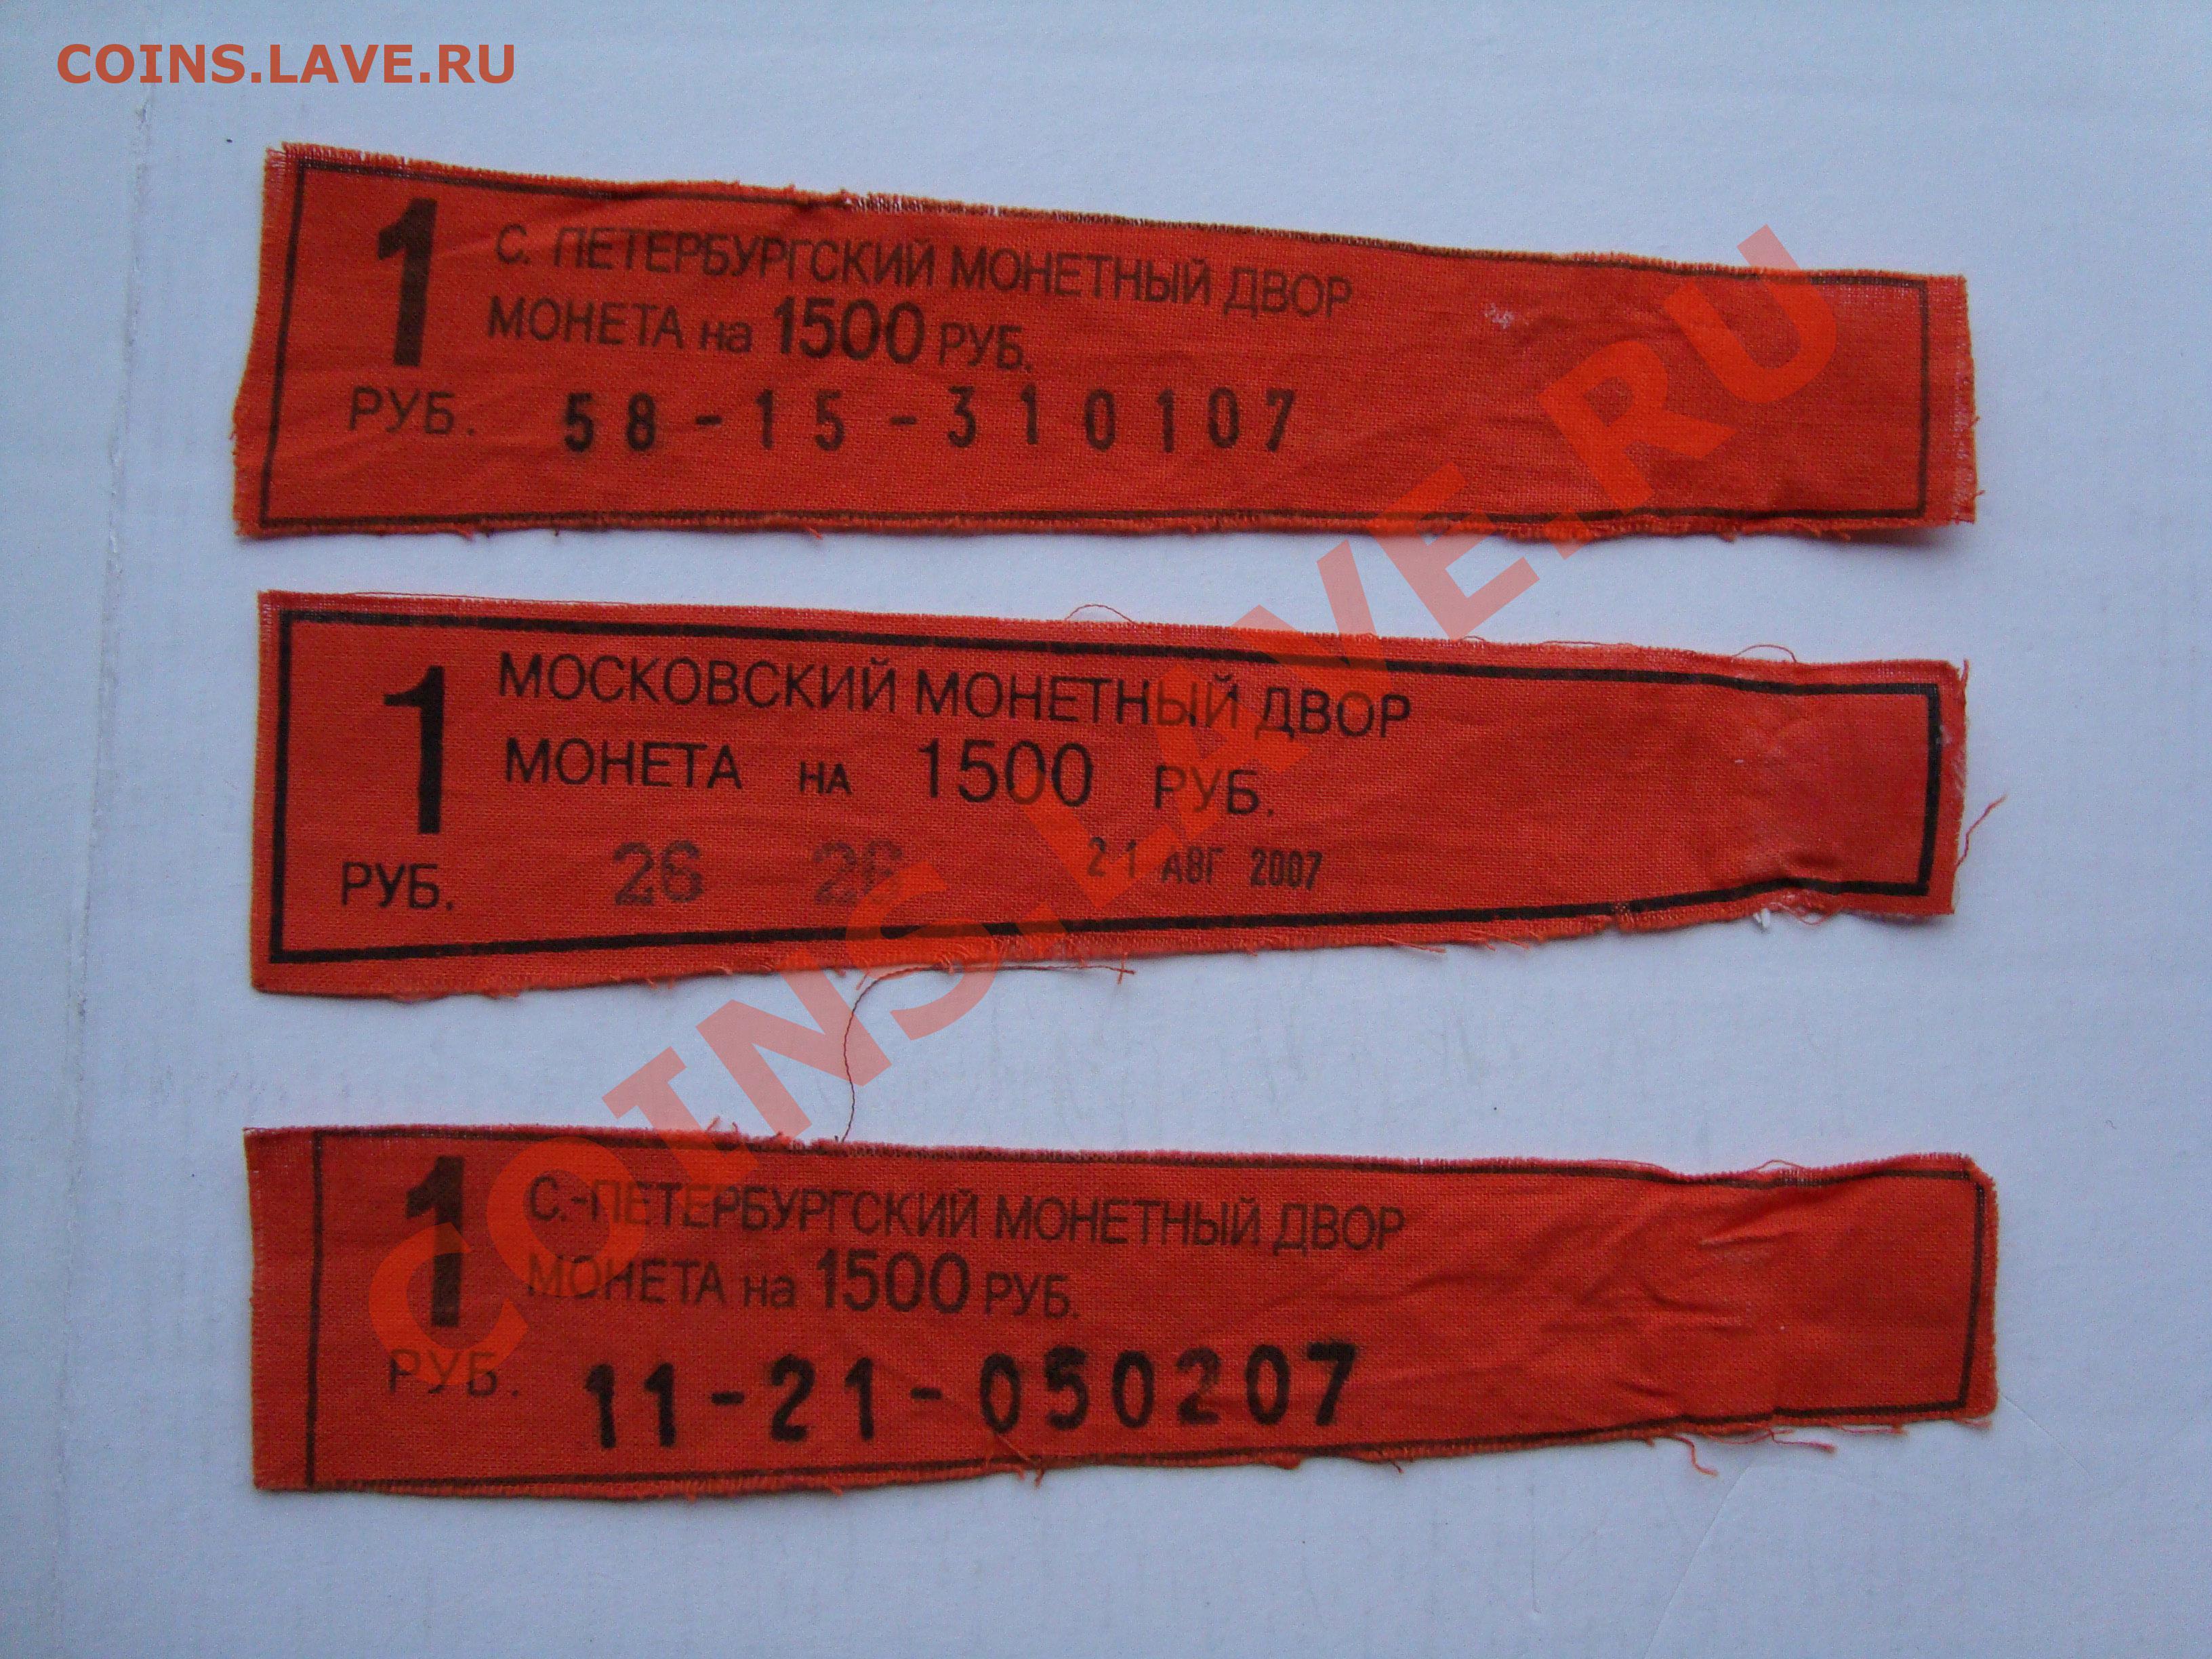 COINS.LAVE.RU
1
РУБ.
С. ПЕТЕРБУРГСКИЙ МОНЕТНЫЙ ДВОР
МОНЕТА на 1500 РУБ.
58-15-310107
1
РУБ.
МОСКОВСКИЙ МОНЕТНЫЙ ДВОР
МОНЕТА НА 1500 РУБ.
26 26 21 АВГ 2007
1
РУБ.
С.-ПЕТЕРБУРГСКИЙ МОНЕТНЫЙ ДВОР
МОНЕТА на 1500 РУБ.
11-21-050207
COINS.LAVE.RU